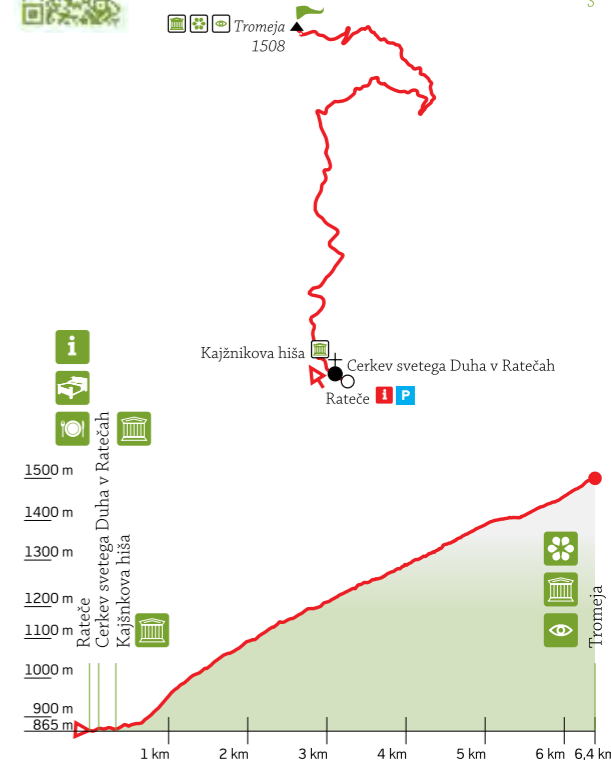 Tromeja
1508
Kajžnikova hiša
Cerkev svetega Duha v Ratečah
Rateče i P
i
1500 m
1400 m
1300 m
1200 m
1100 m
1000 m
900 m
865 m
Rateče
Cerkev svetega Duha v Ratečah
Kajšnkova hiša
Tromeja
1 km
2 km
3 km
4 km
5 km
6 km
6,4 km